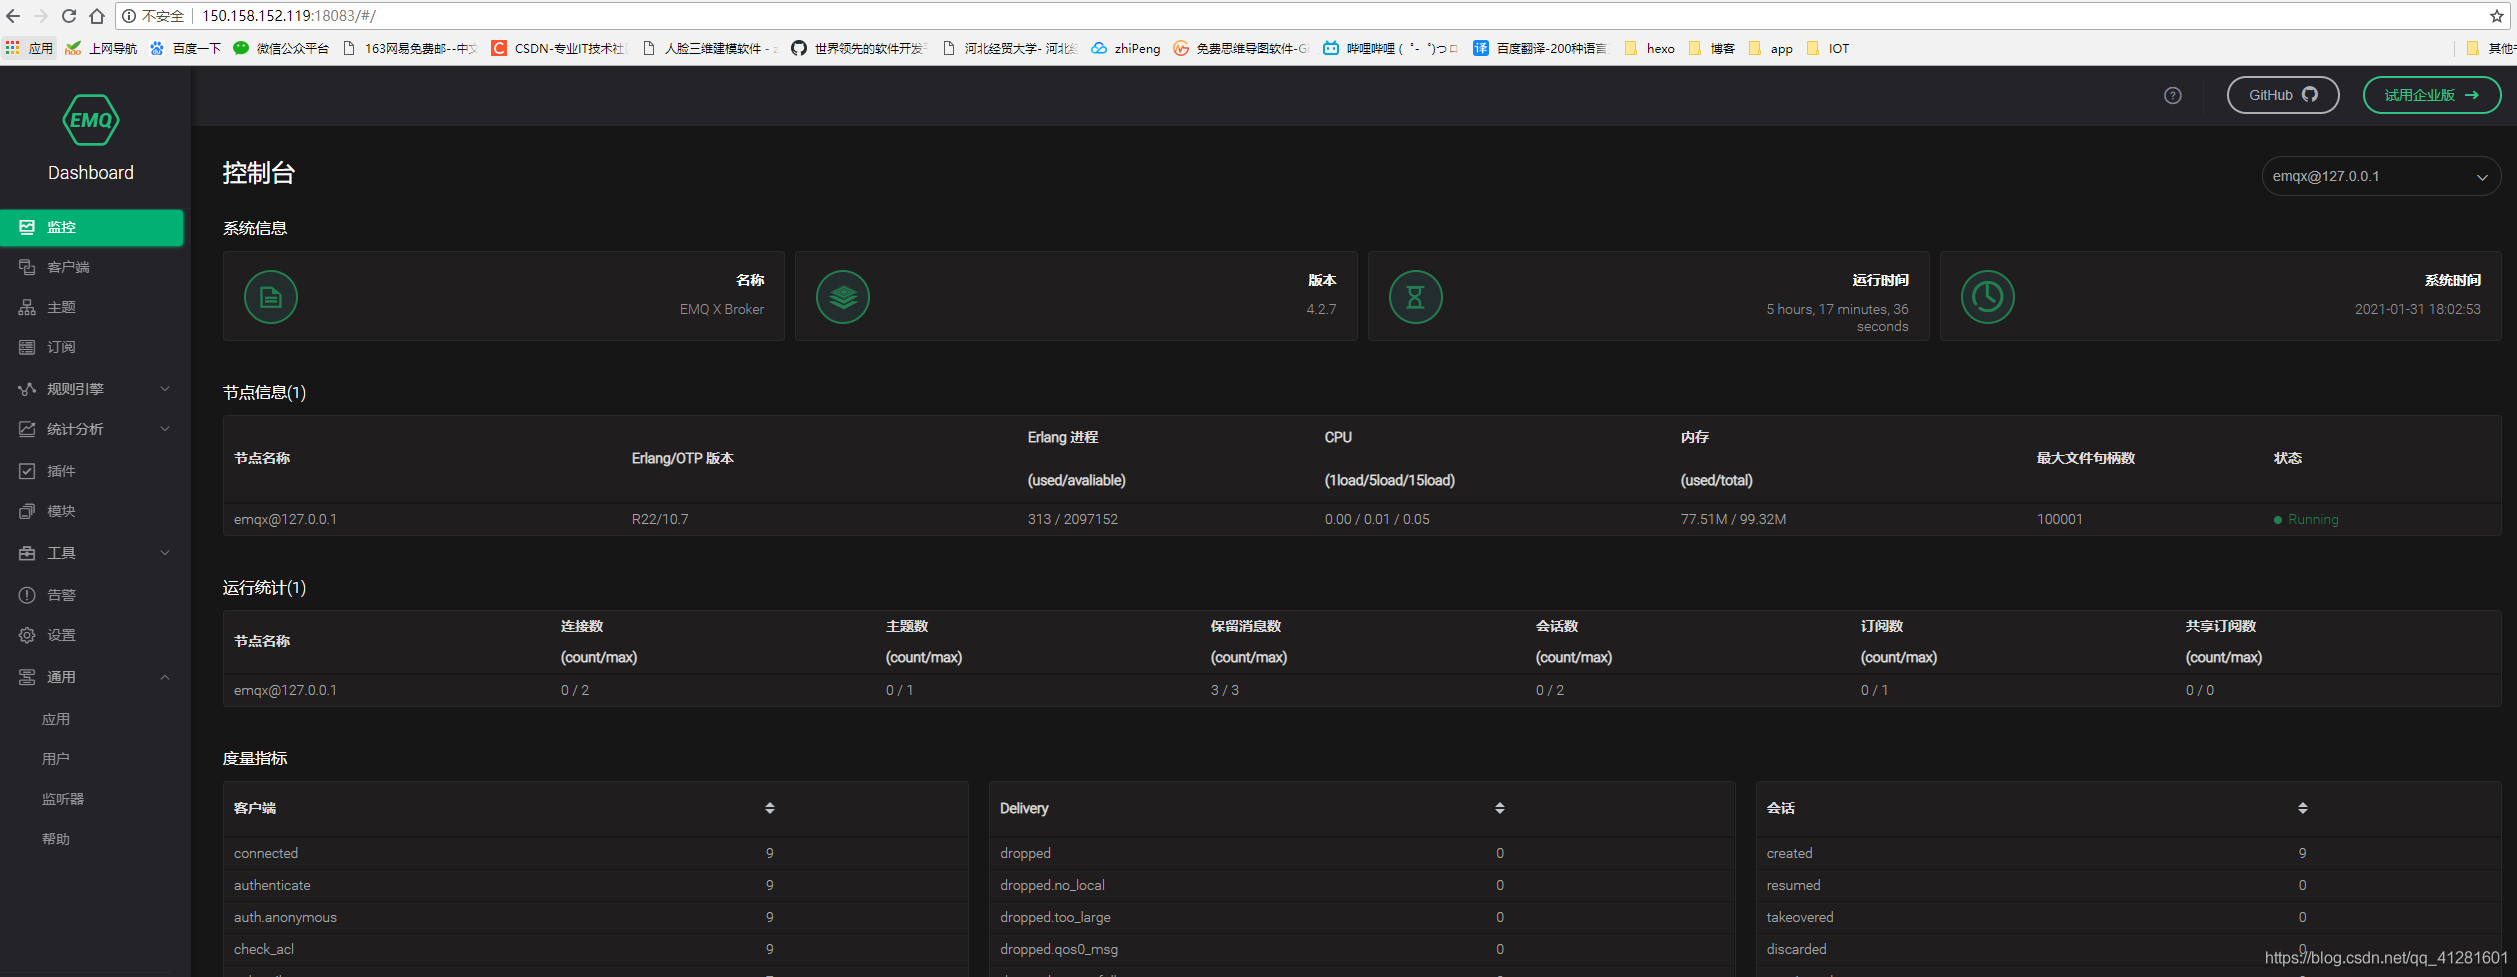 不安全 150.158.152.119:18083/#/
应用 上网导航 百度一下 微信公众平台 163网易免费邮--中文 CSDN-专业IT技术社 人脸三维建模软件 - 世界领先的软件开发 河北经贸大学- 河北 zhiPeng 免费思维导图软件-G 哔哩哔哩 ( ゜- ゜)つロ 百度翻译-200种语言 hexo 博客 app IOT 其他
EMQ
Dashboard
GitHub
试用企业版
控制台
emqx@127.0.0.1
监控
客户端
主题
订阅
规则引擎
统计分析
插件
模块
工具
告警
设置
通用
应用
用户
监听器
帮助
系统信息
名称
EMQ X Broker
版本
4.2.7
运行时间
5 hours, 17 minutes, 36
seconds
系统时间
2021-01-31 18:02:53
节点信息(1)
节点名称 Erlang/OTP 版本 Erlang 进程 (used/avaliable) CPU (1load/5load/15load) 内存 (used/total) 最大文件句柄数 状态
emqx@127.0.0.1 R22/10.7 313 / 2097152 0.00 / 0.01 / 0.05 77.51M / 99.32M 100001 Running
运行统计(1)
节点名称 连接数 (count/max) 主题数 (count/max) 保留消息数 (count/max) 会话数 (count/max) 订阅数 (count/max) 共享订阅数 (count/max)
emqx@127.0.0.1 0 / 2 0 / 1 3 / 3 0 / 2 0 / 1 0 / 0
度量指标
客户端
connected 9
authenticate 9
auth.anonymous 9
check_acl 9
Delivery
dropped 0
dropped.no_local 0
dropped.too_large 0
dropped.qos0_msg 0
会话
created 9
resumed 0
takeovered 0
discarded 0
https://blog.csdn.net/qq_41281601